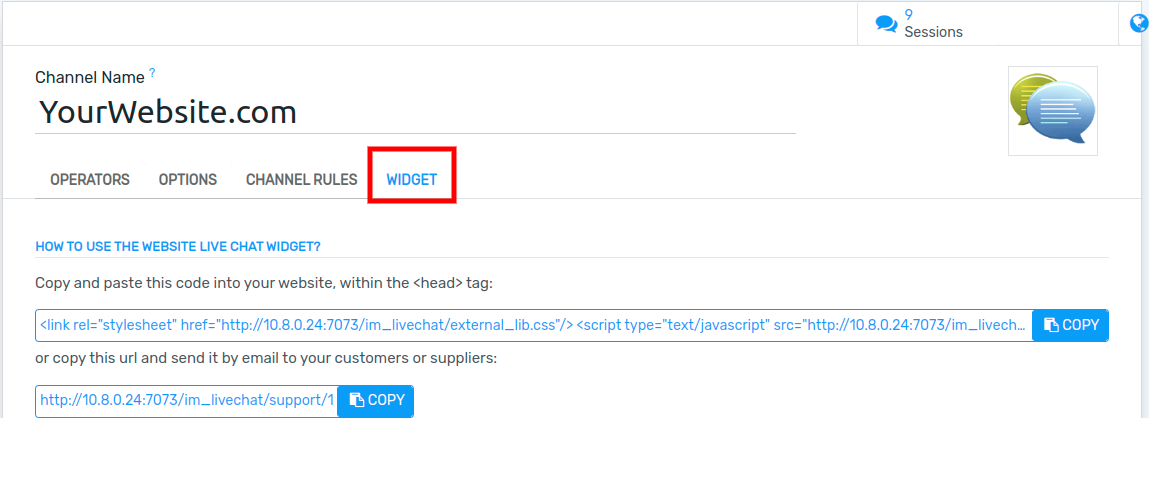 9
Sessions
Channel Name ?
YourWebsite.com
OPERATORS OPTIONS CHANNEL RULES WIDGET
HOW TO USE THE WEBSITE LIVE CHAT WIDGET?
Copy and paste this code into your website, within the <head> tag:
<link rel="stylesheet" href="http://10.8.0.24:7073/im_livechat/external_lib.css"/> <script type="text/javascript" src="http://10.8.0.24:7073/im_livech... COPY
or copy this url and send it by email to your customers or suppliers:
http://10.8.0.24:7073/im_livechat/support/1 COPY